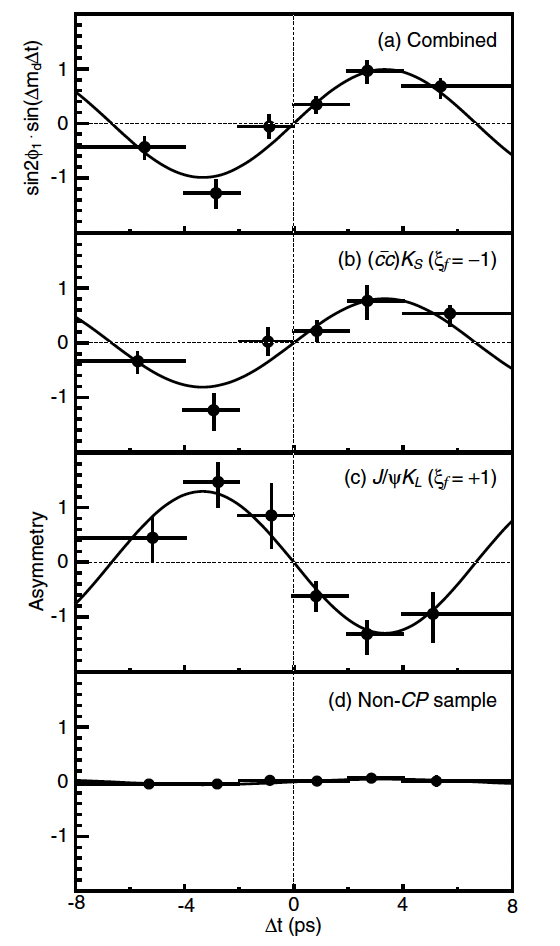 sin2ϕ₁ · sin(Δm_dΔt)
(a) Combined
1
0
-1
(b) (c̄c)K_S (ξ_f = −1)
1
0
-1
Asymmetry
(c) J/ψK_L (ξ_f = +1)
1
0
-1
(d) Non-CP sample
1
0
-1
-8 -4 0 4 8
Δt (ps)